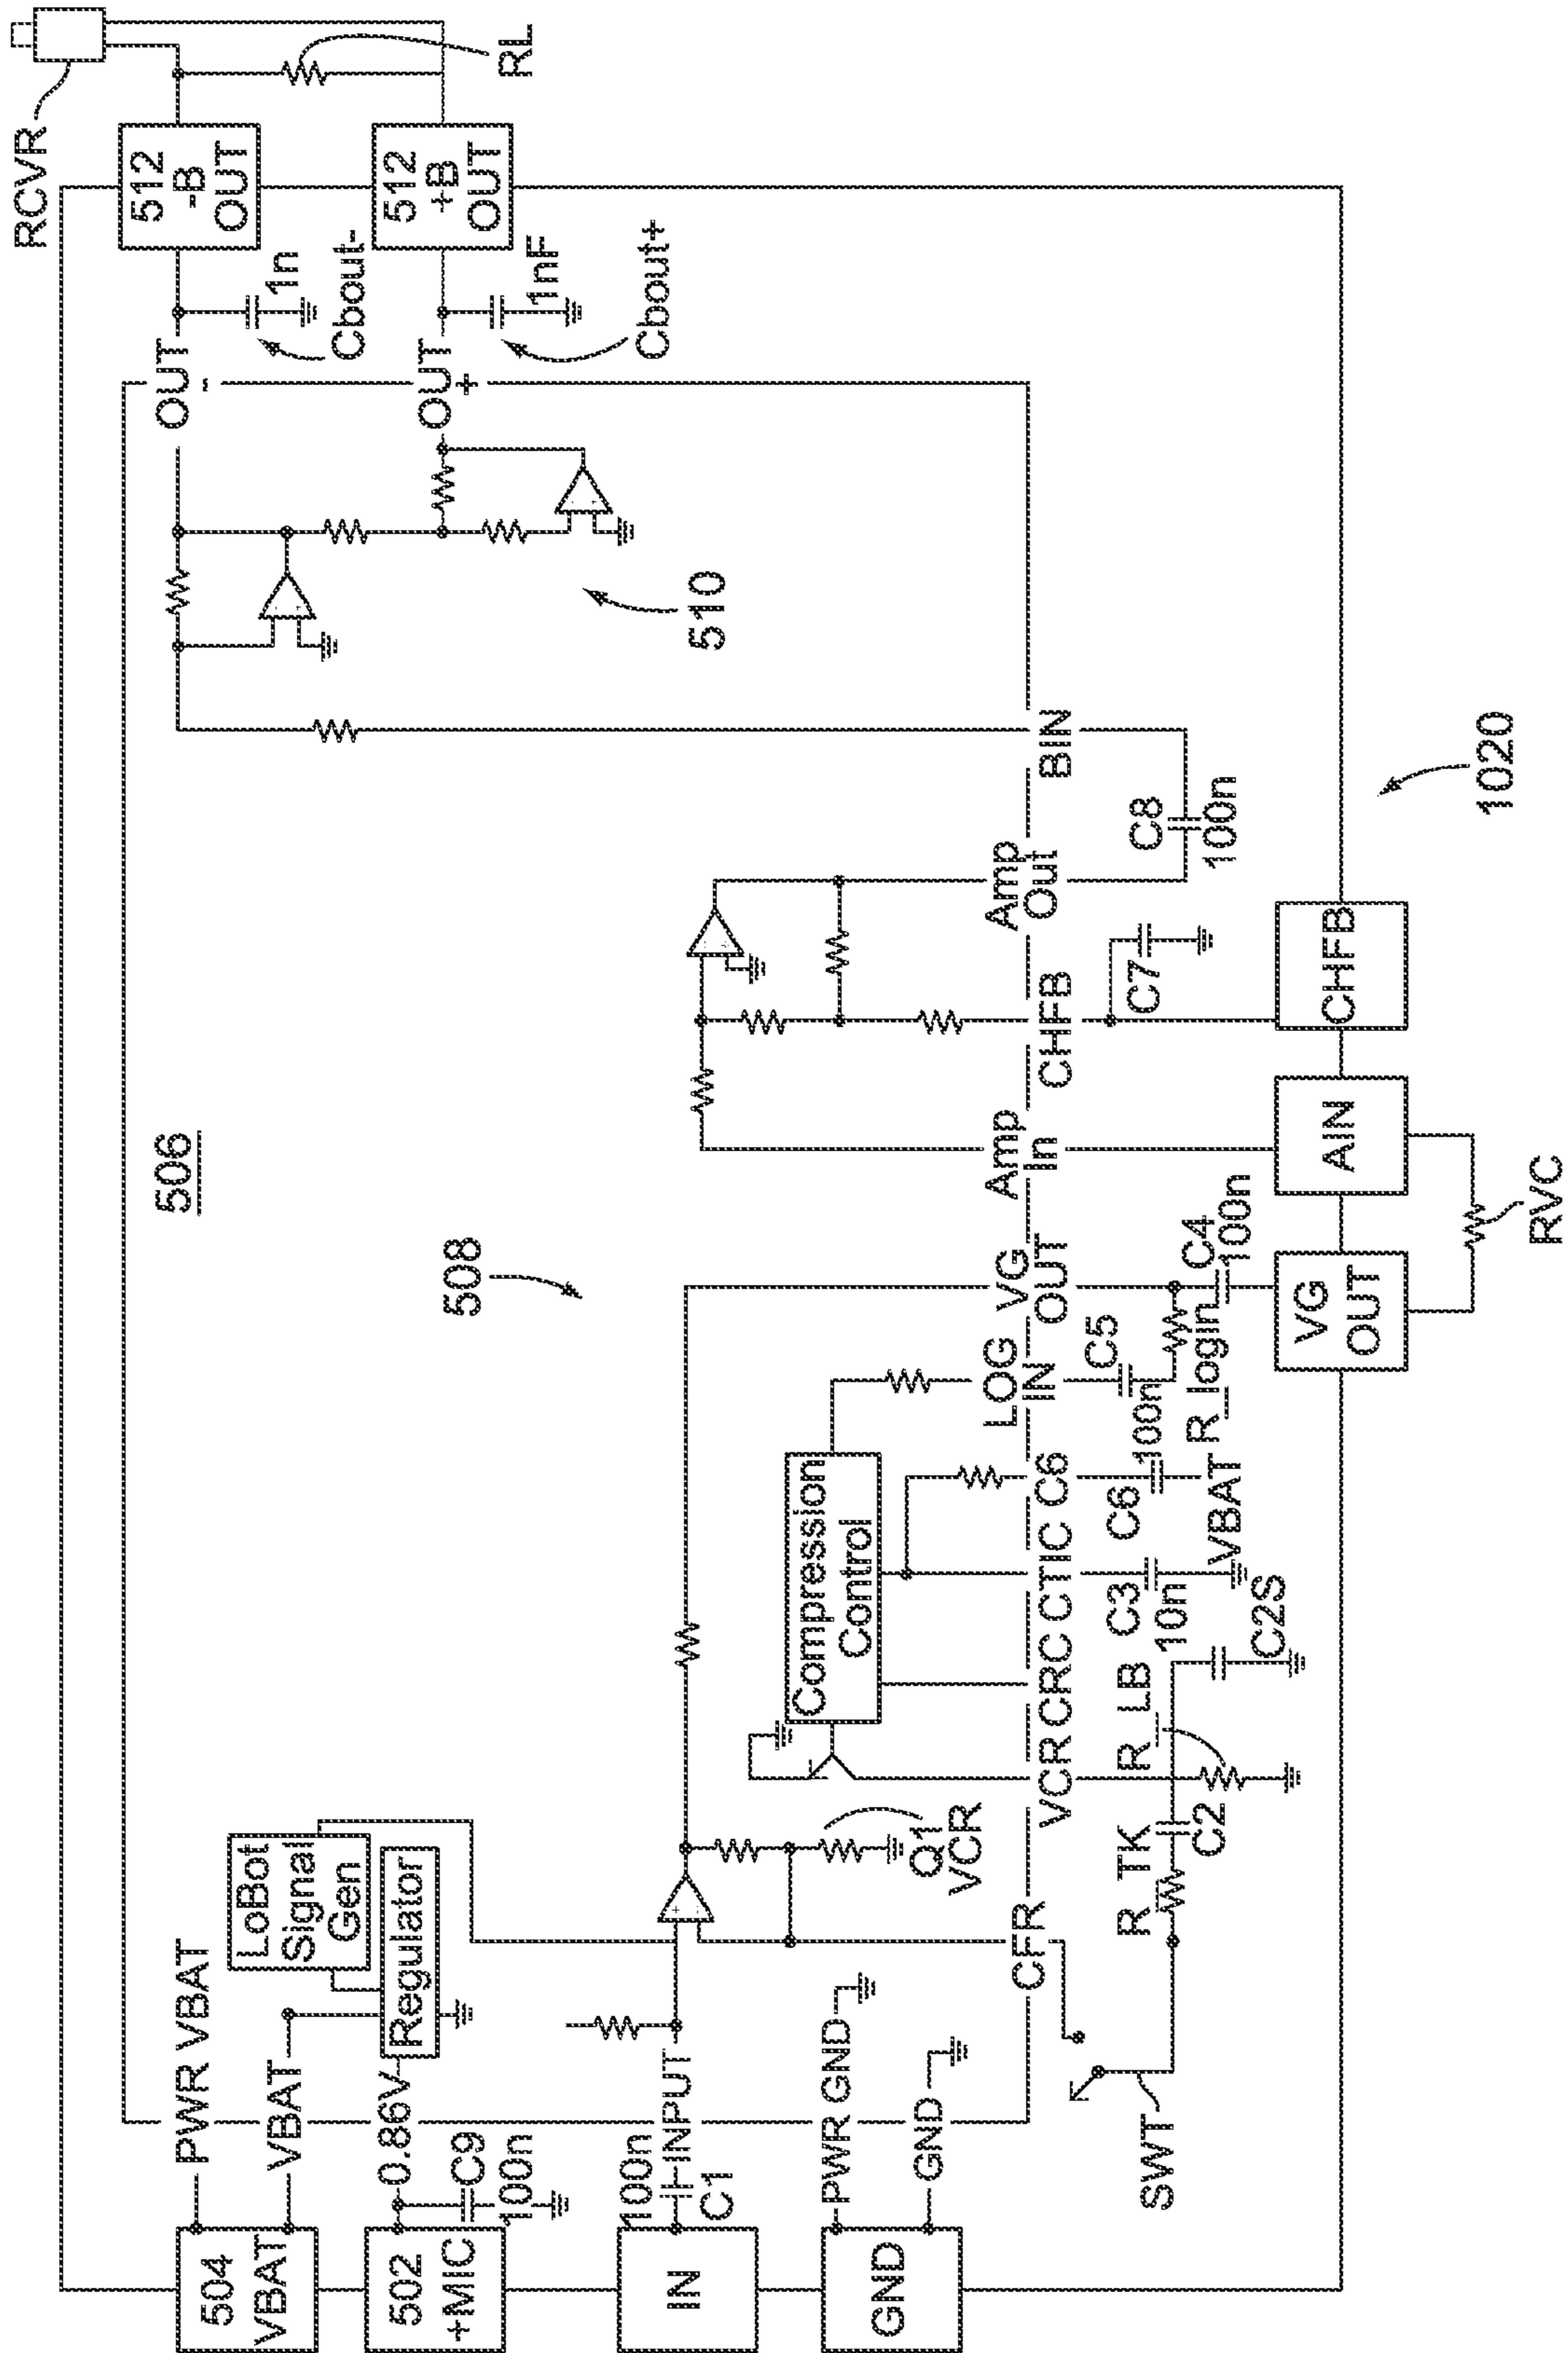 RCVR
RL
512
-B
OUT
512
+B
OUT
1n
Cbout-
1nF
Cbout+
OUT
-
OUT
+
510
BIN
C8
100n
Amp
Out
1020
CHFB
C7
CHFB
506
508
Amp
In
AIN
RVC
VG
OUT
C4
100n
VG
OUT
LOG
IN
C5
100n
R_login
Compression
Control
C6
C6
VBAT
CTIC
C3
10n
CRC
C2S
VCR
R_LB
C2
R_TK
Q1
VCR
CFR
SWT
LoBot
Signal
Gen
Regulator
PWR VBAT
VBAT
0.86V
C9
100n
INPUT
100n
C1
PWR GND
GND
504
VBAT
502
+MIC
IN
GND